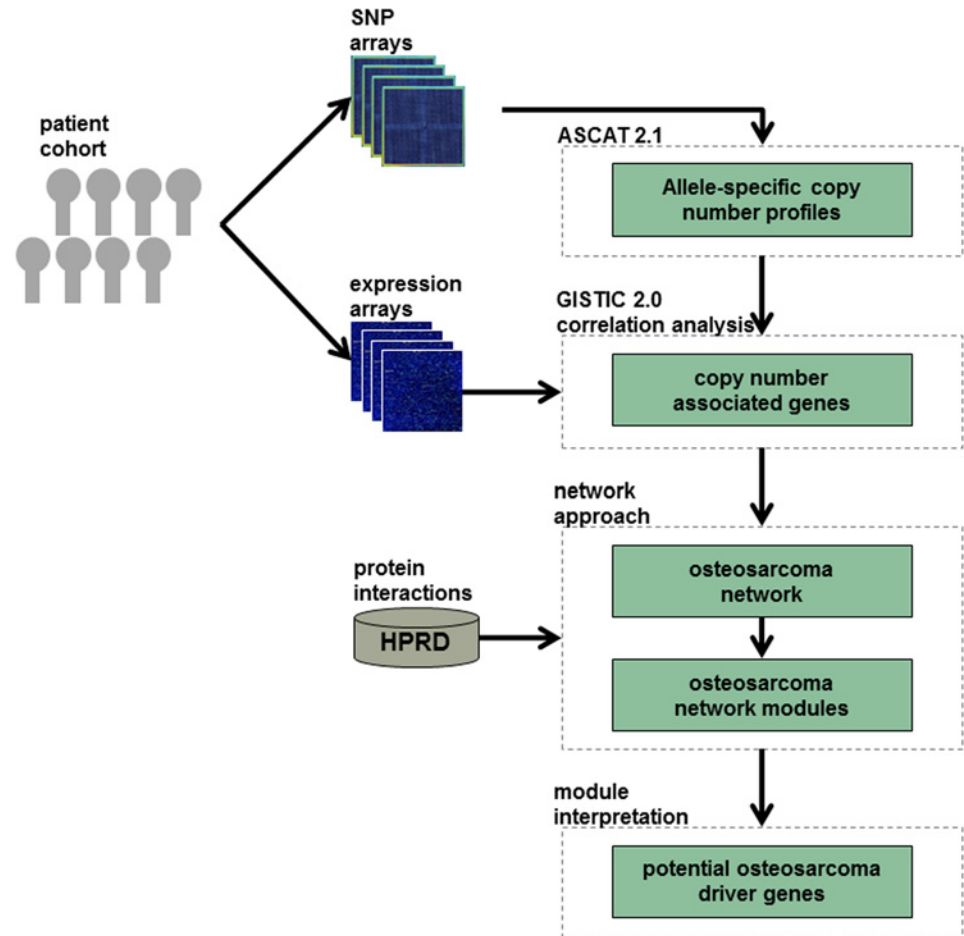 SNP
arrays
patient
cohort
ASCAT 2.1
Allele-specific copy
number profiles
expression
arrays
GISTIC 2.0
correlation analysis
copy number
associated genes
network
approach
protein
interactions
HPRD
osteosarcoma
network
osteosarcoma
network modules
module
interpretation
potential osteosarcoma
driver genes